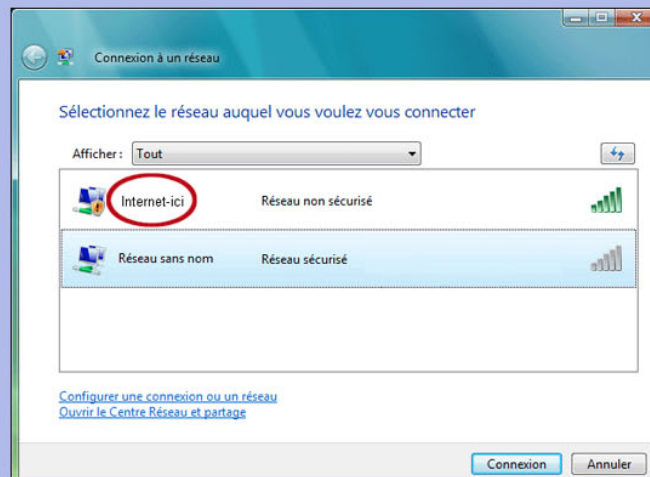 Connexion à un réseau
Sélectionnez le réseau auquel vous voulez vous connecter
Afficher : Tout
Internet-ici Réseau non sécurisé
Réseau sans nom Réseau sécurisé
Configurer une connexion ou un réseau
Ouvrir le Centre Réseau et partage
Connexion Annuler